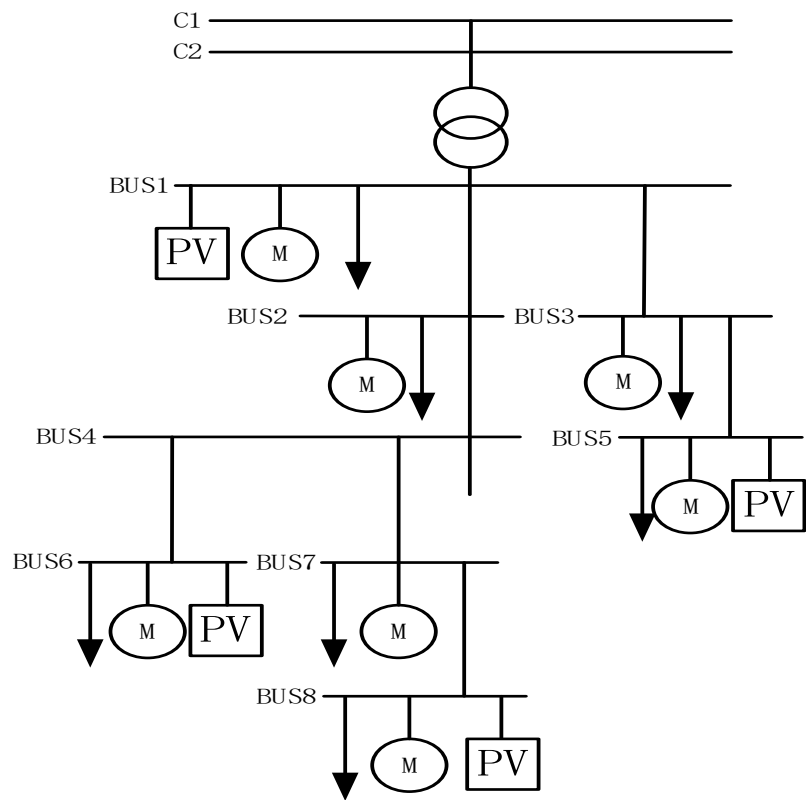 C1
C2
BUS1
PV M
BUS2 BUS3
M M
BUS4 BUS5
M PV
BUS6 BUS7
M PV M
BUS8
M PV